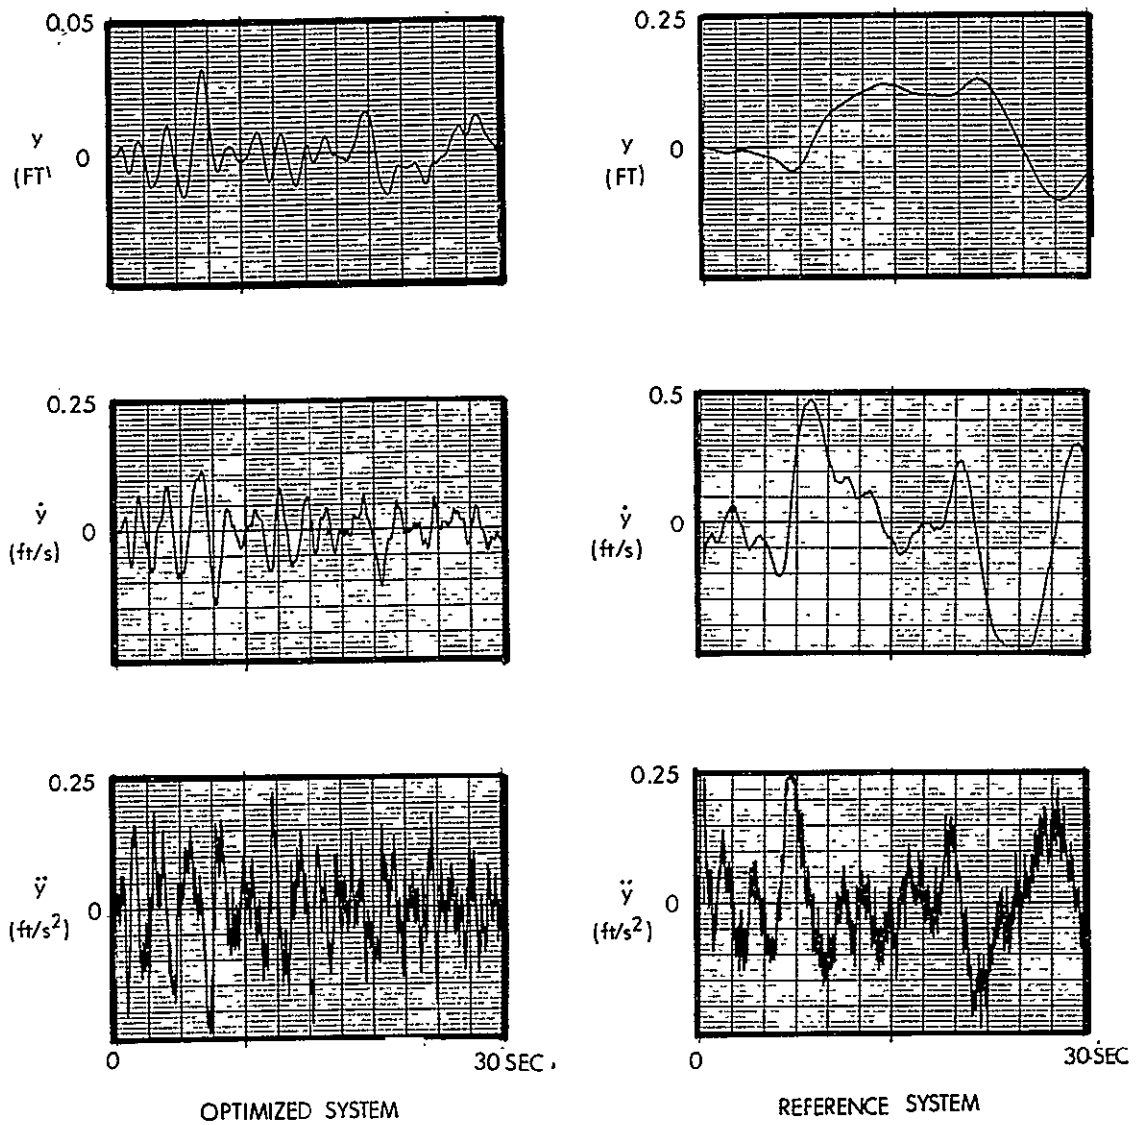 0.05
y
(FT)
0
0.25
y
(FT)
0
0.25
ẏ
(ft/s)
0
0.5
ẏ
(ft/s)
0
0.25
ÿ
(ft/s²)
0
0 30 SEC.
OPTIMIZED SYSTEM
0.25
ÿ
(ft/s²)
0
0 30 SEC
REFERENCE SYSTEM